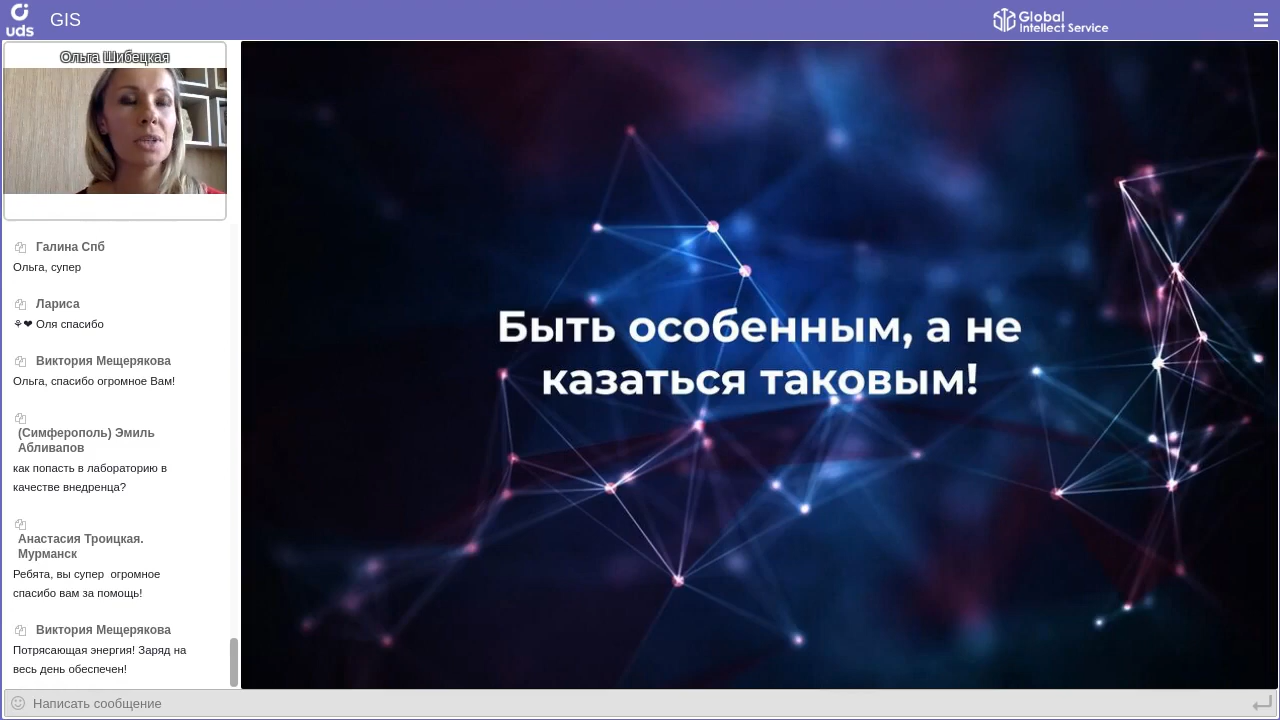 uds
GIS
Global
Intellect Service
Ольга Шибецкая
Галина Спб
Ольга, супер
Лариса
⚘❤ Оля спасибо
Виктория Мещерякова
Ольга, спасибо огромное Вам!
(Симферополь) Эмиль
Абливапов
как попасть в лабораторию в
качестве внедренца?
Анастасия Троицкая.
Мурманск
Ребята, вы супер  огромное
спасибо вам за помощь!
Виктория Мещерякова
Потрясающая энергия! Заряд на
весь день обеспечен!
Написать сообщение
Быть особенным, а не
казаться таковым!